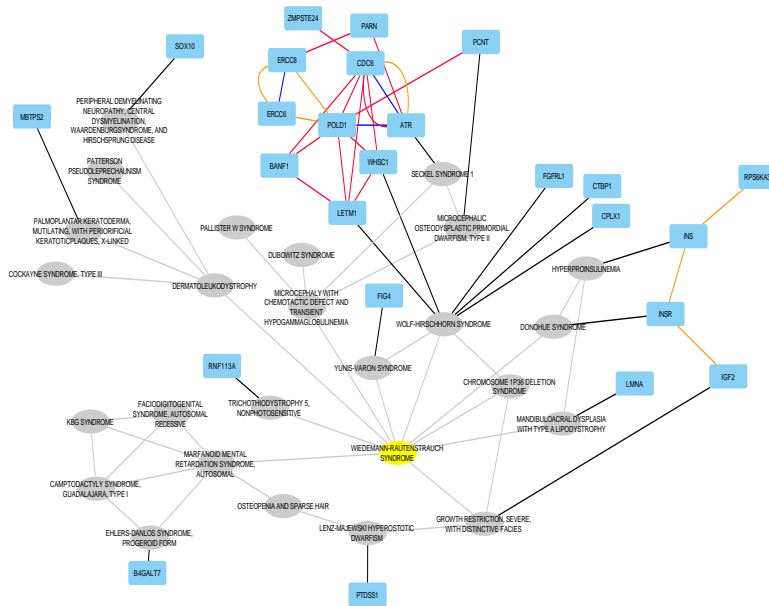 ZMPSTE24
PARN
SOX10
PCNT
ERCC8
CDC6
MBTPS2
PERIPHERAL DEMYELINATING
NEUROPATHY, CENTRAL
DYSMYELINATION,
WAARDENBURGSYNDROME, AND
HIRSCHSPRUNG DISEASE
ERCC6
POLD1
ATR
PATTERSON
PSEUDOLEPRECHAUNISM
SYNDROME
BANF1
WHSC1
SECKEL SYNDROME 1
FGFRL1
CTBP1
RPS6KA3
PALMOPLANTAR KERATODERMA,
MUTILATING, WITH PERIORIFICIAL
KERATOTICPLAQUES, X-LINKED
PALLISTER W SYNDROME
LETM1
MICROCEPHALIC
OSTEODYSPLASTIC PRIMORDIAL
DWARFISM, TYPE II
CPLX1
INS
DUBOWITZ SYNDROME
COCKAYNE SYNDROME, TYPE III
DERMATOLEUKODYSTROPHY
MICROCEPHALY WITH
CHEMOTACTIC DEFECT AND
TRANSIENT
HYPOGAMMAGLOBULINEMIA
FIG4
HYPERPROINSULINEMIA
WOLF-HIRSCHHORN SYNDROME
DONOHUE SYNDROME
INSR
RNF113A
YUNIS-VARON SYNDROME
CHROMOSOME 1P36 DELETION
SYNDROME
LMNA
IGF2
FACIODIGITOGENITAL
SYNDROME, AUTOSOMAL
RECESSIVE
TRICHOTHIODYSTROPHY 5,
NONPHOTOSENSITIVE
KBG SYNDROME
MANDIBULOACRAL DYSPLASIA
WITH TYPE A LIPODYSTROPHY
WIEDEMANN-RAUTENSTRAUCH
SYNDROME
MARFANOID MENTAL
RETARDATION SYNDROME,
AUTOSOMAL
CAMPTODACTYLY SYNDROME,
GUADALAJARA, TYPE I
OSTEOPENIA AND SPARSE HAIR
EHLERS-DANLOS SYNDROME,
PROGEROID FORM
LENZ-MAJEWSKI HYPEROSTOTIC
DWARFISM
GROWTH RESTRICTION, SEVERE,
WITH DISTINCTIVE FACIES
B4GALT7
PTDSS1